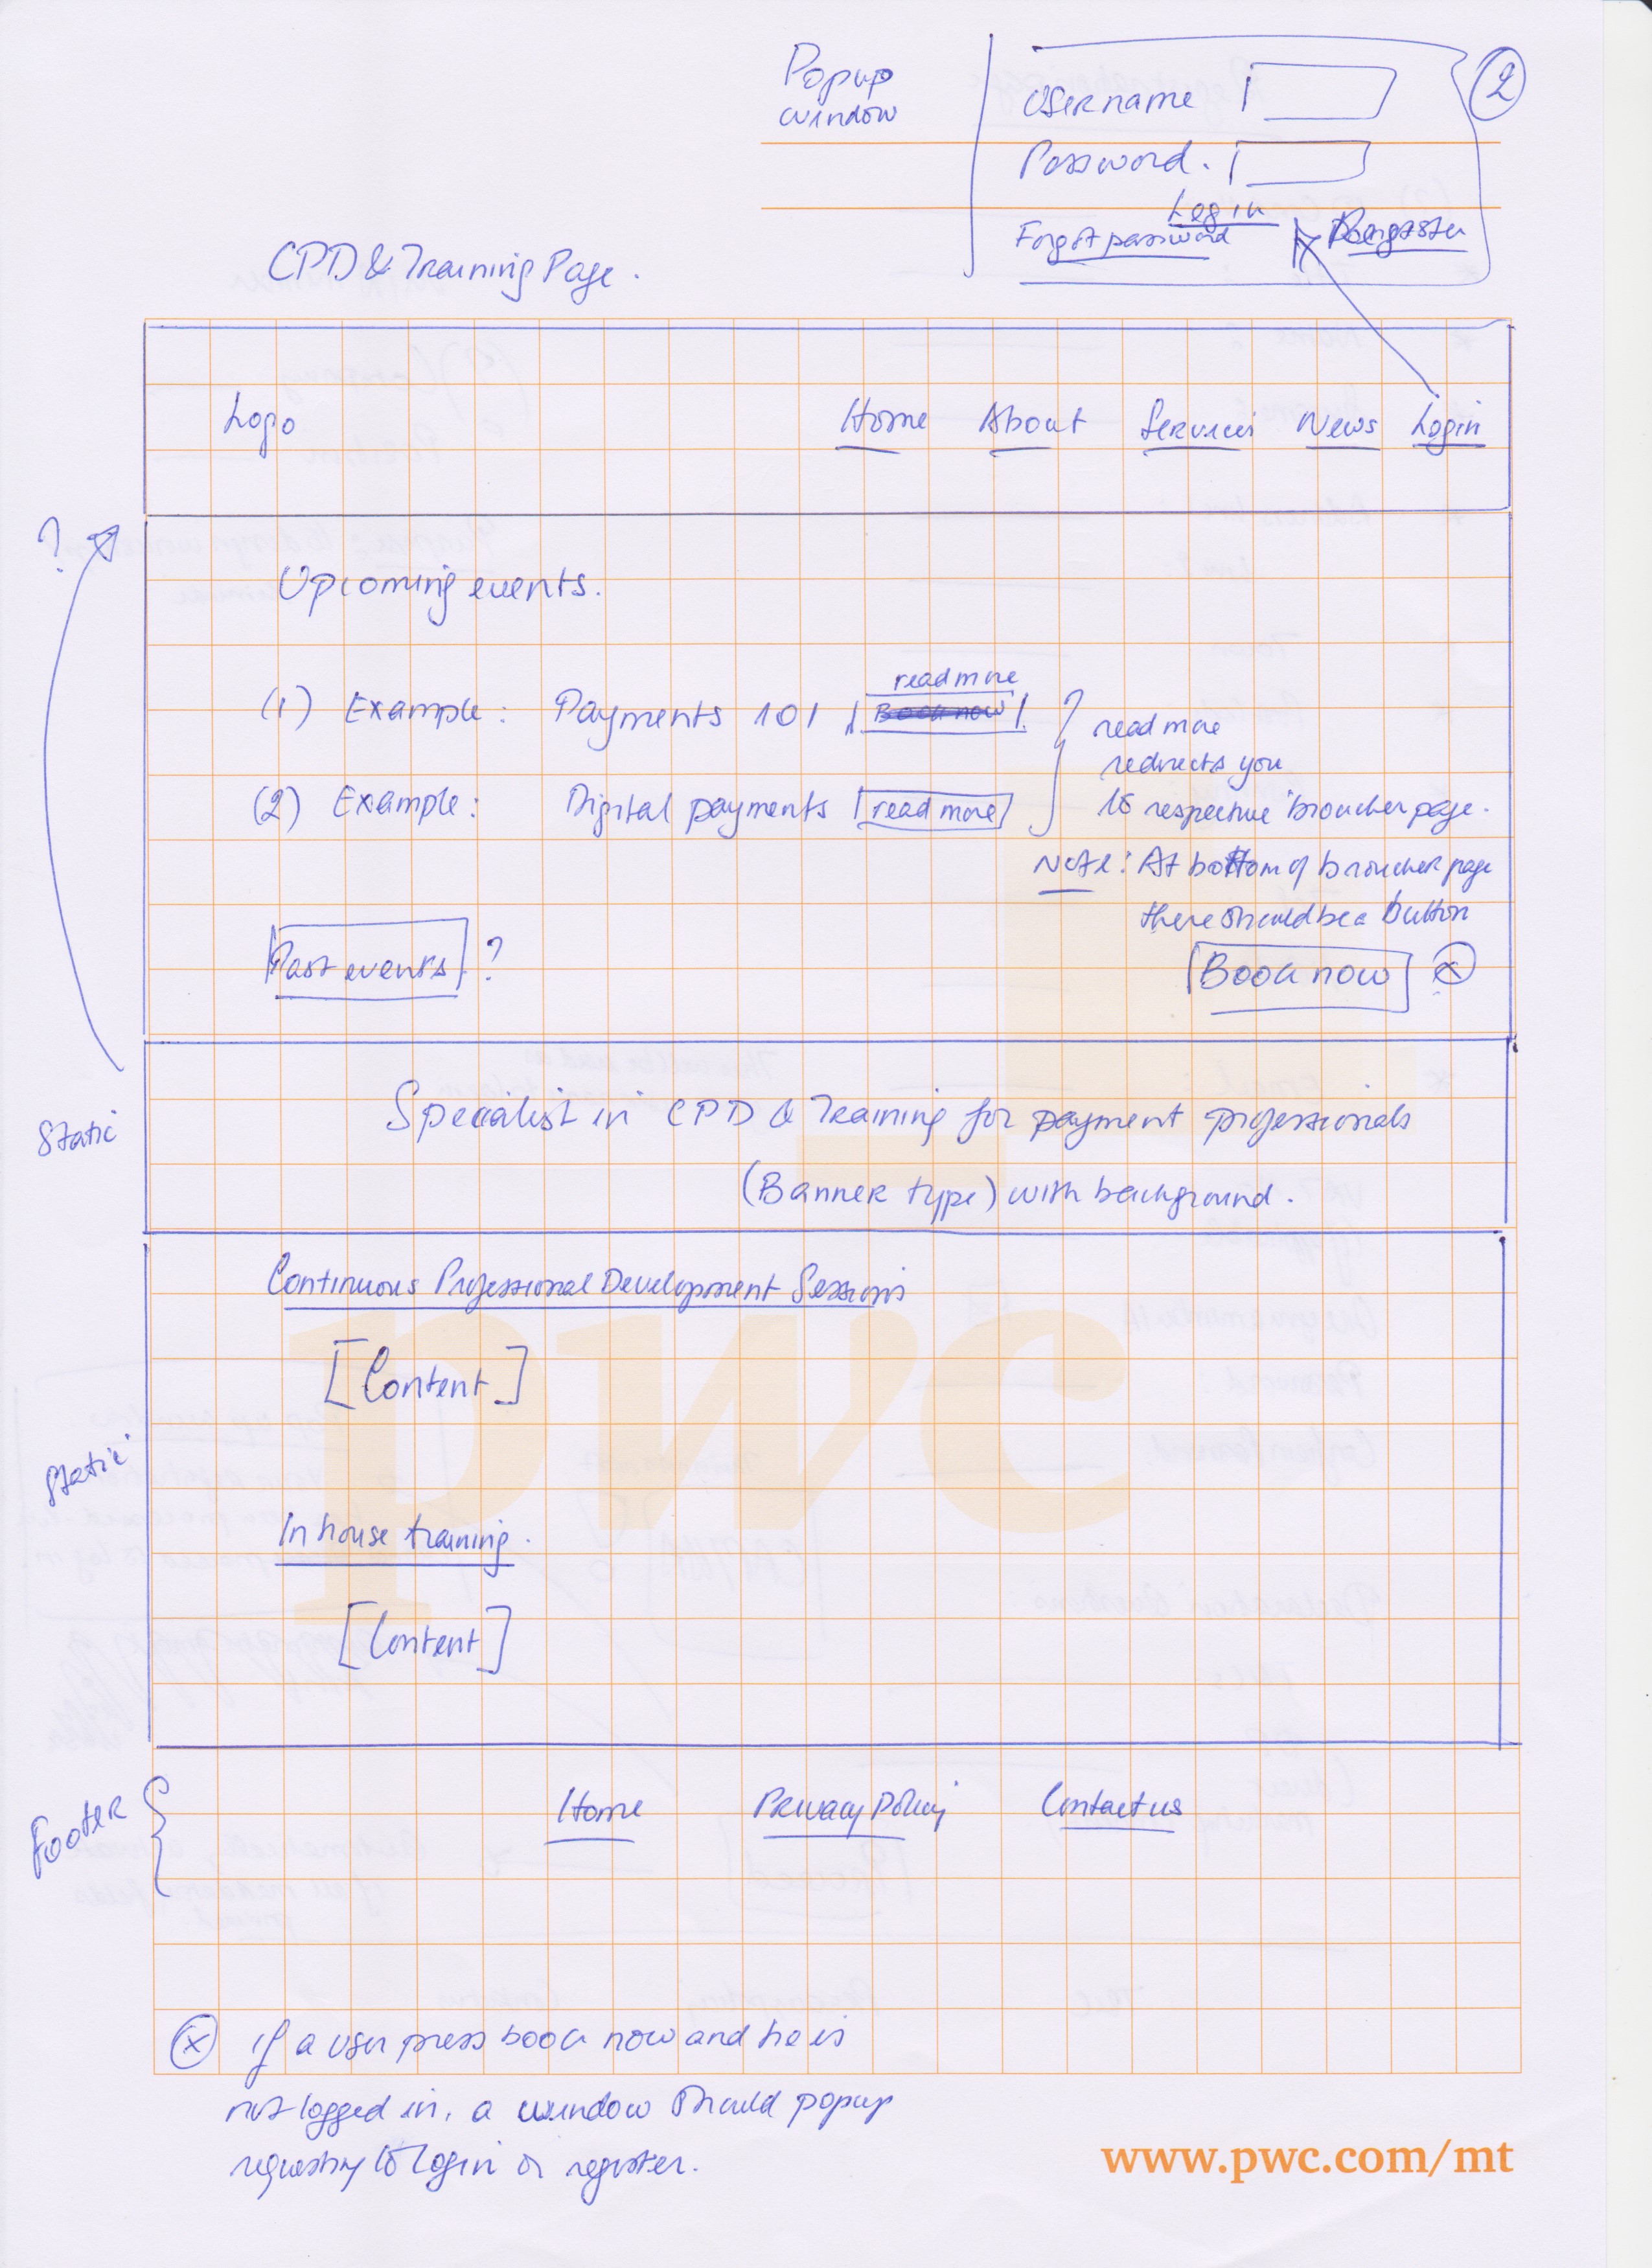 Popup
window
2
Username
Password.
Login
Forgot password
Register
CPD & Training Page.
Logo Home About Services News Login
?
Upcoming events.
read more
(1) Example: Payments 101 Book now
(2) Example: Digital payments read more
? read more
redirects you
to respective broucher page.
Note: At bottom of broucher page
there should be a button
Past events ? Book now x
Static
Specialist in CPD & Training for payment professionals
(Banner type) with background.
Static
Continuous Professional Development Sessions
[Content]
pwc
In house training.
[Content]
Footer
Home Privacy Policy Contact us
x if a user press book now and he is
not logged in, a window should popup
requesting to login or register.
www.pwc.com/mt